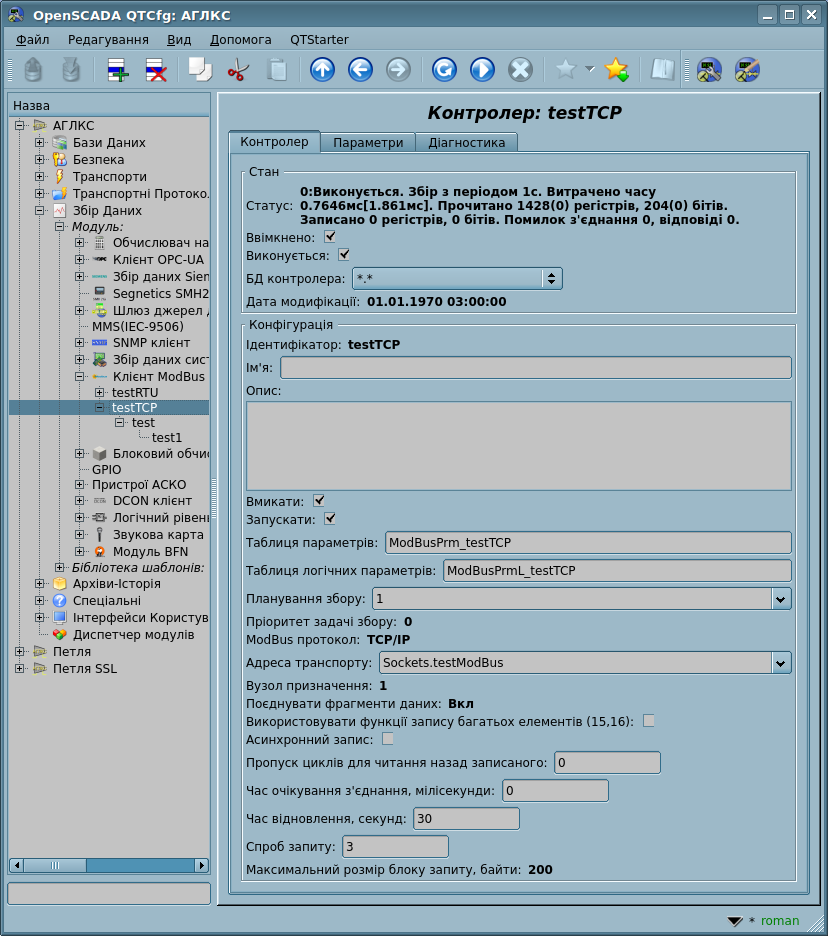 OpenSCADA QTCfg: АГЛКС
Файл Редагування Вид Допомога QTStarter
Назва
АГЛКС
Бази Даних
Безпека
Транспорти
Транспортні Протоко
Збір Даних
Модуль:
Обчислювач на
Клієнт OPC-UA
Збір даних Sien
Segnetics SMH2
Шлюз джерел
MMS(IEC-9506)
SNMP клієнт
Збір даних сист
Клієнт ModBus
testRTU
testTCP
test
test1
Блоковий обчис
GPIO
Пристрої АСКО
DCON клієнт
Логічний рівень
Звукова карта
Модуль BFN
Бібліотека шаблонів:
Архіви-Історія
Спеціальні
Інтерфейси Користув
Диспетчер модулів
Петля
Петля SSL
Контролер: testTCP
Контролер Параметри Діагностика
Стан
Статус: 0:Виконується. Збір з періодом 1с. Витрачено часу
0.7646мс[1.861мс]. Прочитано 1428(0) регістрів, 204(0) бітів.
Записано 0 регістрів, 0 бітів. Помилок з'єднання 0, відповіді 0.
Ввімкнено:
Виконується:
БД контролера: *.*
Дата модифікації: 01.01.1970 03:00:00
Конфігурація
Ідентифікатор: testTCP
Ім'я:
Опис:
Вмикати:
Запускати:
Таблиця параметрів: ModBusPrm_testTCP
Таблиця логічних параметрів: ModBusPrmL_testTCP
Планування збору: 1
Пріоритет задачі збору: 0
ModBus протокол: TCP/IP
Адреса транспорту: Sockets.testModBus
Вузол призначення: 1
Поєднувати фрагменти даних: Вкл
Використовувати функції запису багатьох елементів (15,16):
Асинхронний запис:
Пропуск циклів для читання назад записаного: 0
Час очікування з'єднання, мілісекунди: 0
Час відновлення, секунд: 30
Спроб запиту: 3
Максимальний розмір блоку запиту, байти: 200
* roman